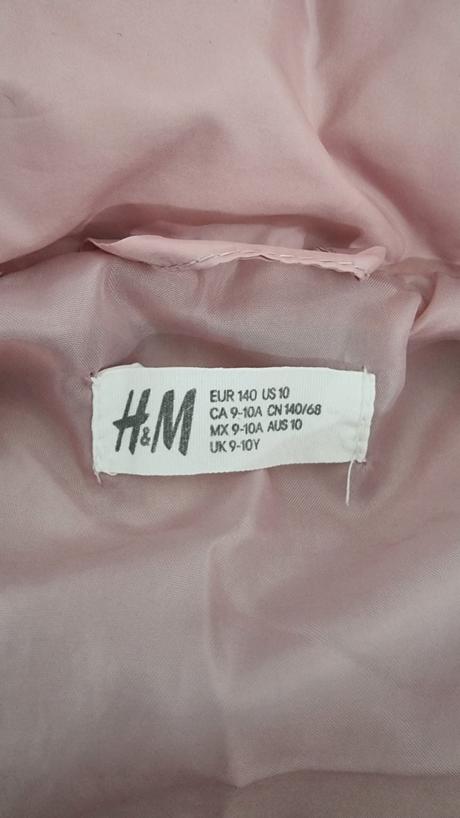 H&M
EUR 140 US 10
CA 9-10A CN 140/68
MX 9-10A AUS 10
UK 9-10Y